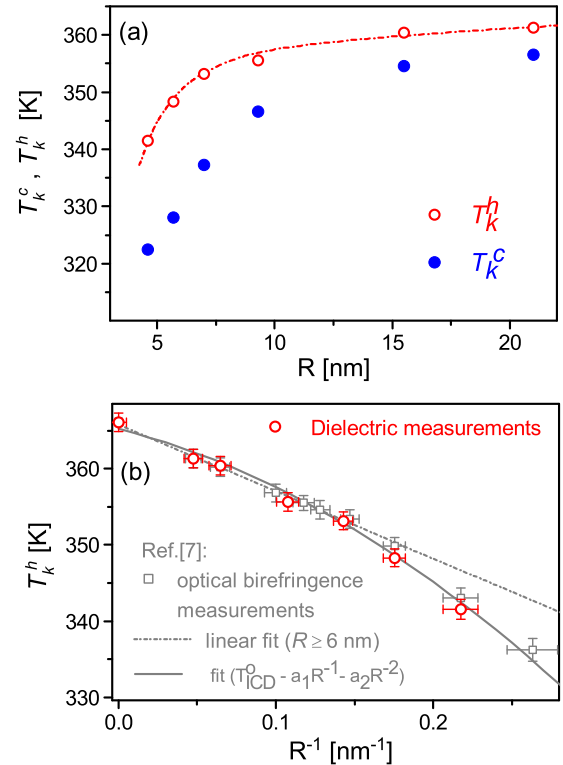 (a)
360
350
340
330
320
T_k^c , T_k^h [K]
T_k^h
T_k^c
5 10 15 20
R [nm]
(b)
Dielectric measurements
360
350
340
330
T_k^h [K]
Ref.[7]:
optical birefringence
measurements
linear fit (R ≥ 6 nm)
fit (T_ICD^o - a₁R⁻¹ - a₂R⁻²)
0.0 0.1 0.2
R⁻¹ [nm⁻¹]